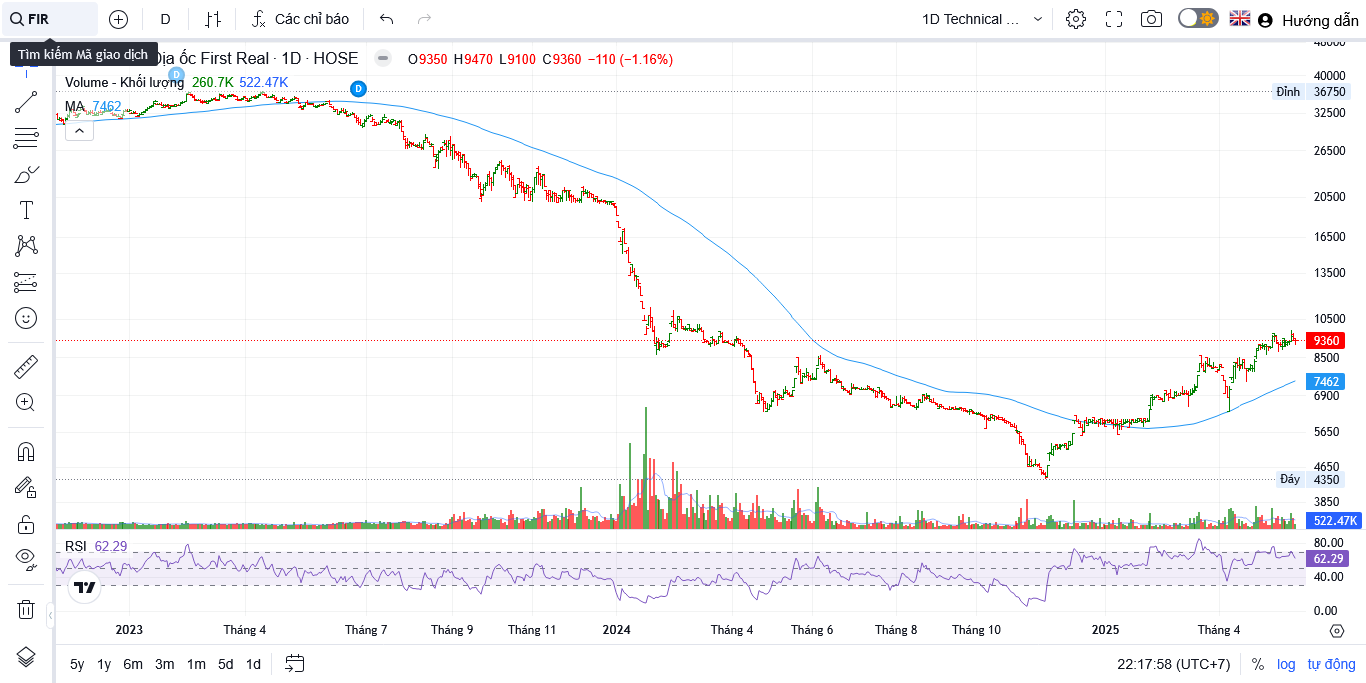 FIR
D
Các chỉ báo
1D Technical ...
Hướng dẫn
Tìm kiếm Mã giao dịch
Địa ốc First Real · 1D · HOSE
O9350 H9470 L9100 C9360 −110 (−1.16%)
Volume - Khối lượng 260.7K 522.47K
MA 7462
D
D
48000
40000
Đỉnh 36750
32500
26500
20500
16500
13500
10500
9360
8500
7462
6900
5650
4650
Đáy 4350
3850
522.47K
RSI 62.29
80.00
62.29
40.00
0.00
2023 Tháng 4 Tháng 7 Tháng 9 Tháng 11 2024 Tháng 4 Tháng 6 Tháng 8 Tháng 10 2025 Tháng 4
5y 1y 6m 3m 1m 5d 1d
22:17:58 (UTC+7) % log tự động